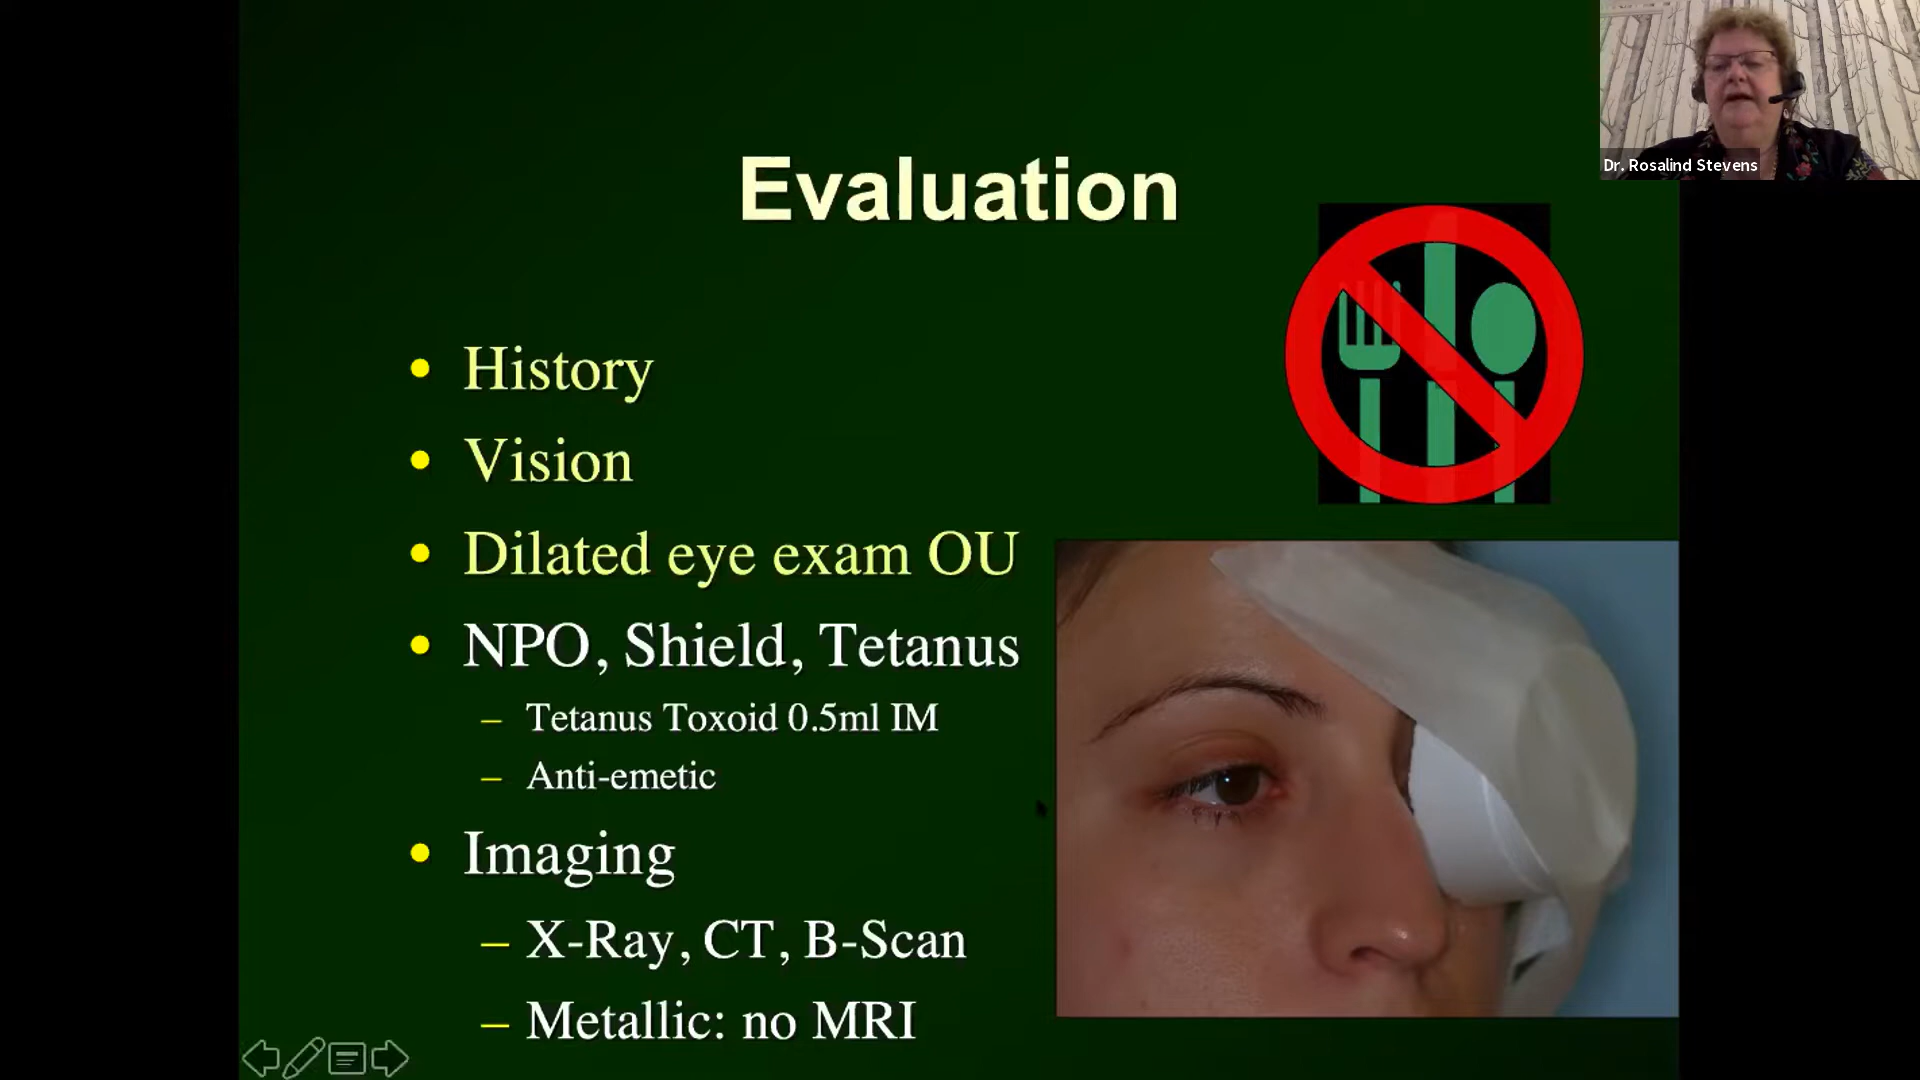 Dr. Rosalind Stevens
Evaluation
• History
• Vision
• Dilated eye exam OU
• NPO, Shield, Tetanus
– Tetanus Toxoid 0.5ml IM
– Anti-emetic
• Imaging
– X-Ray, CT, B-Scan
– Metallic: no MRI